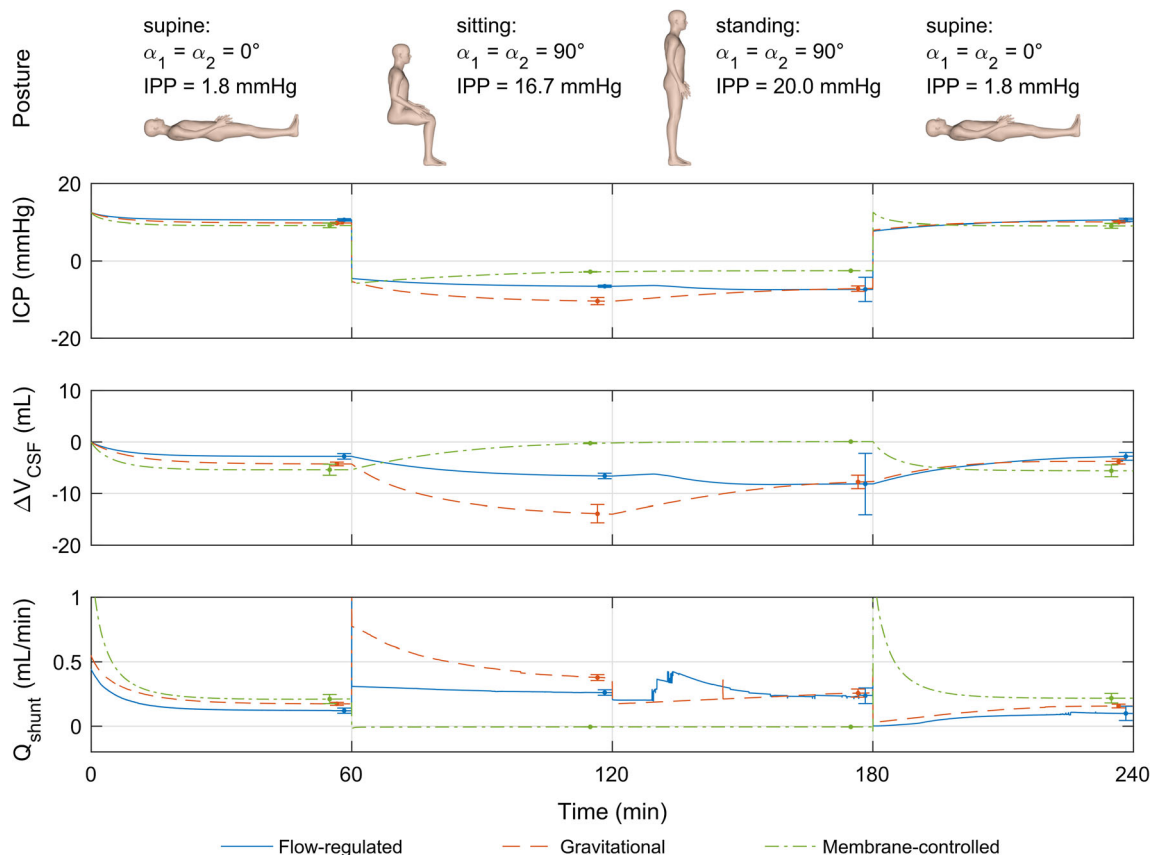 Posture
supine:
α1 = α2 = 0°
IPP = 1.8 mmHg
sitting:
α1 = α2 = 90°
IPP = 16.7 mmHg
standing:
α1 = α2 = 90°
IPP = 20.0 mmHg
supine:
α1 = α2 = 0°
IPP = 1.8 mmHg
ICP (mmHg)
20
0
-20
ΔVCSF (mL)
10
0
-10
-20
Qshunt (mL/min)
1
0.5
0
0
60
120
180
240
Time (min)
Flow-regulated
Gravitational
Membrane-controlled